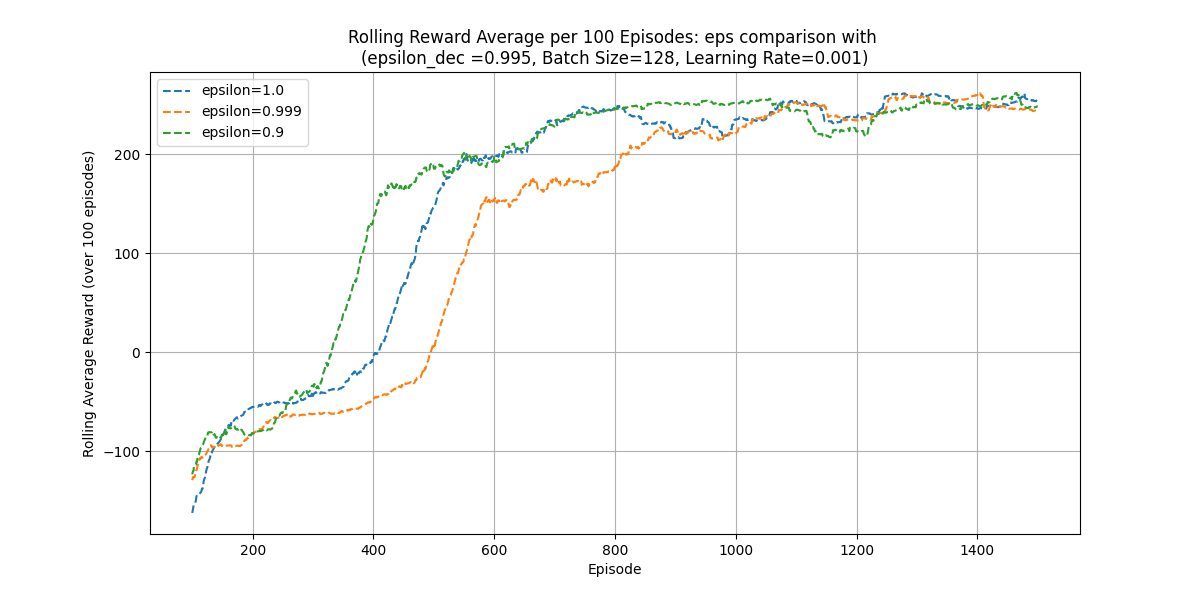 Rolling Reward Average per 100 Episodes: eps comparison with
(epsilon_dec =0.995, Batch Size=128, Learning Rate=0.001)
epsilon=1.0
epsilon=0.999
epsilon=0.9
Rolling Average Reward (over 100 episodes)
200
100
0
−100
200
400
600
800
1000
1200
1400
Episode